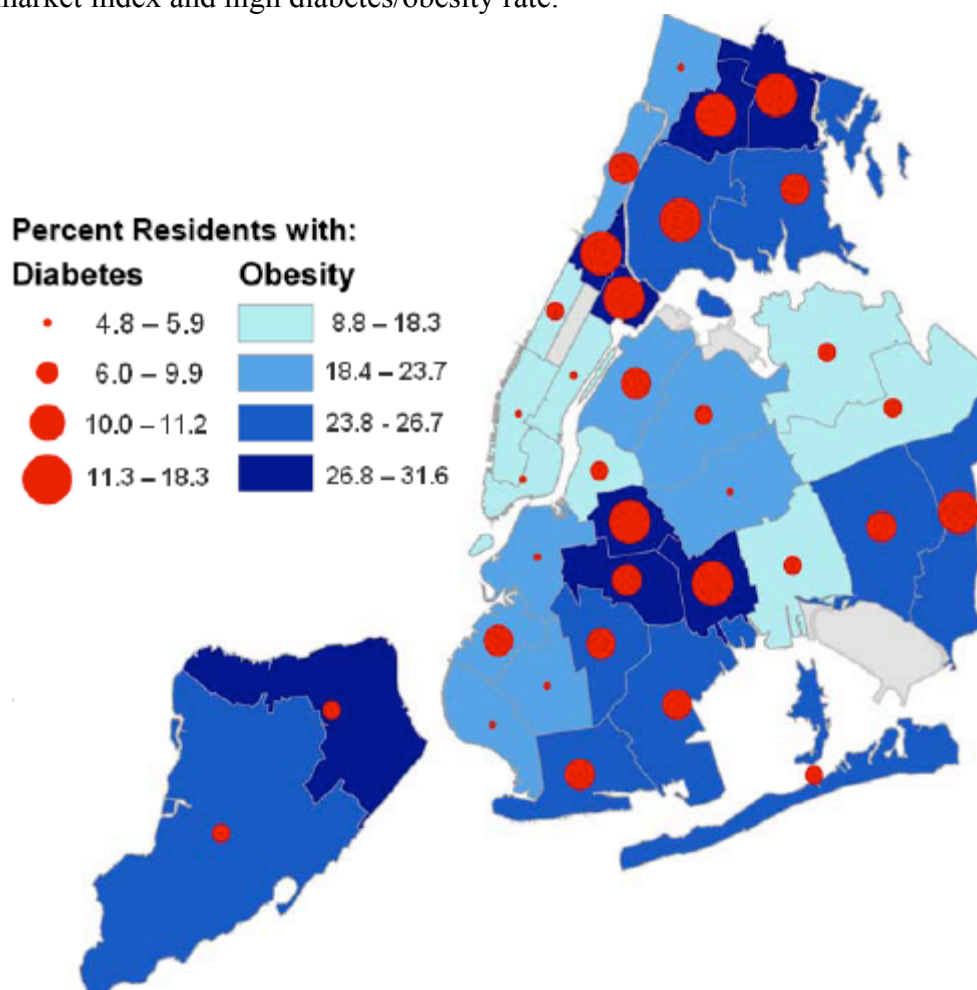 market index and high diabetes/obesity rate.
Percent Residents with:
Diabetes Obesity
4.8 – 5.9 8.8 – 18.3
6.0 – 9.9 18.4 – 23.7
10.0 – 11.2 23.8 - 26.7
11.3 – 18.3 26.8 – 31.6